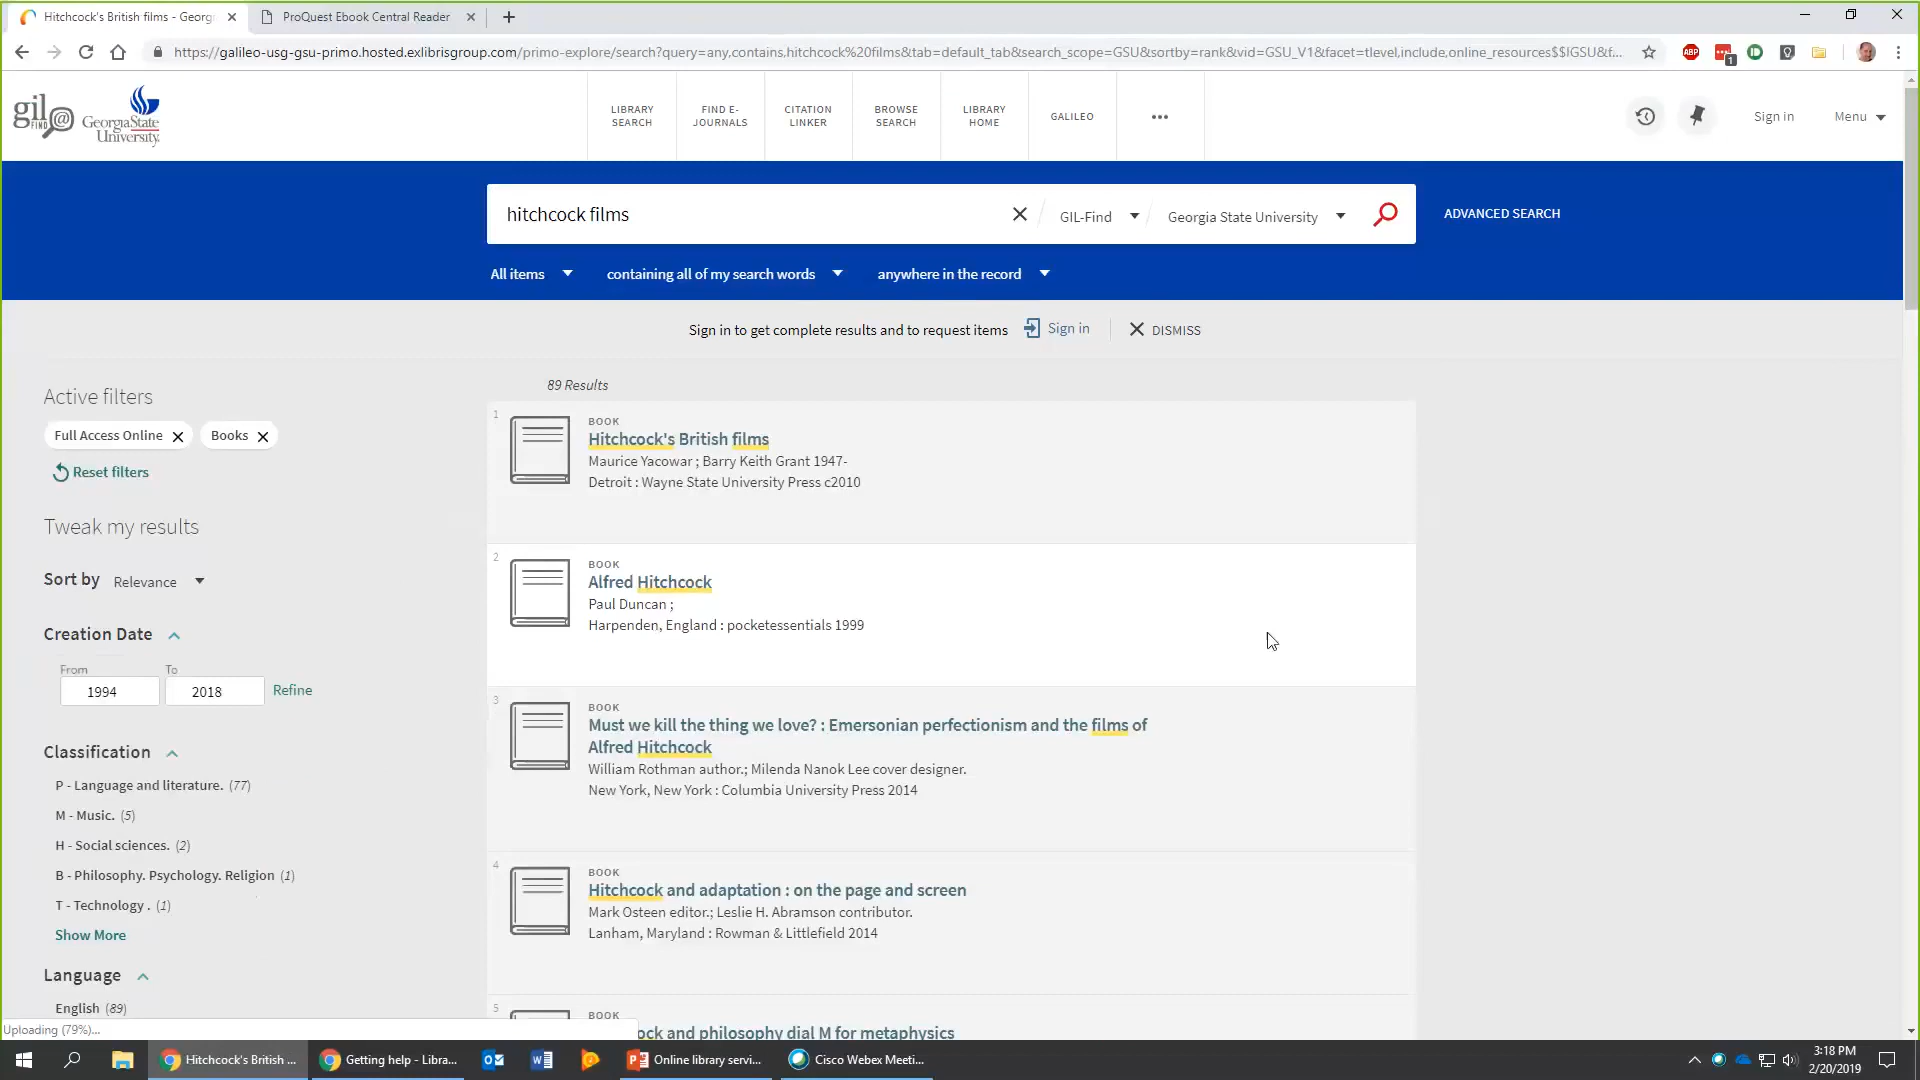 Hitchcock's British films - Georg
ProQuest Ebook Central Reader
https://galileo-usg-gsu-primo.hosted.exlibrisgroup.com/primo-explore/search?query=any,contains,hitchcock%20films&tab=default_tab&search_scope=GSU&sortby=rank&vid=GSU_V1&facet=tlevel,include,online_resources$$IGSU&f...
ABP
1
gil
FIND
Georgia State
University
LIBRARY
SEARCH
FIND E-
JOURNALS
CITATION
LINKER
BROWSE
SEARCH
LIBRARY
HOME
GALILEO
Sign in
Menu
hitchcock films
GIL-Find
Georgia State University
ADVANCED SEARCH
All items
containing all of my search words
anywhere in the record
Sign in to get complete results and to request items
Sign in
DISMISS
Active filters
Full Access Online
Books
Reset filters
Tweak my results
Sort by Relevance
Creation Date
From
To
1994
2018
Refine
Classification
P - Language and literature. (77)
M - Music. (5)
H - Social sciences. (2)
B - Philosophy. Psychology. Religion (1)
T - Technology . (1)
Show More
Language
English (89)
89 Results
1
BOOK
Hitchcock's British films
Maurice Yacowar ; Barry Keith Grant 1947-
Detroit : Wayne State University Press c2010
2
BOOK
Alfred Hitchcock
Paul Duncan ;
Harpenden, England : pocketessentials 1999
3
BOOK
Must we kill the thing we love? : Emersonian perfectionism and the films of
Alfred Hitchcock
William Rothman author.; Milenda Nanok Lee cover designer.
New York, New York : Columbia University Press 2014
4
BOOK
Hitchcock and adaptation : on the page and screen
Mark Osteen editor.; Leslie H. Abramson contributor.
Lanham, Maryland : Rowman & Littlefield 2014
5
BOOK
ock and philosophy dial M for metaphysics
Uploading (79%)...
Hitchcock's British ...
Getting help - Libra...
Online library servi...
Cisco Webex Meeti...
3:18 PM
2/20/2019